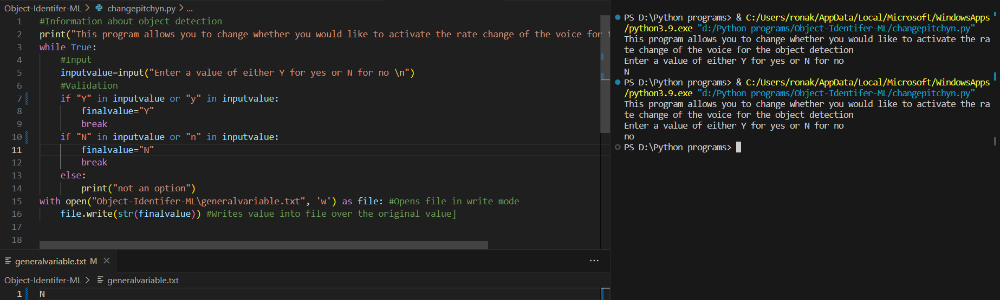 Object-Identifer-ML > changepitchyn.py > ...
1 #Information about object detection
2 print("This program allows you to change whether you would like to activate the rate change of the voice for
3 while True:
4 #Input
5 inputvalue=input("Enter a value of either Y for yes or N for no \n")
6 #Validation
7 if "Y" in inputvalue or "y" in inputvalue:
8 finalvalue="Y"
9 break
10 if "N" in inputvalue or "n" in inputvalue:
11 finalvalue="N"
12 break
13 else:
14 print("not an option")
15 with open("Object-Identifer-ML\generalvariable.txt", 'w') as file: #Opens file in write mode
16 file.write(str(finalvalue)) #Writes value into file over the original value]
17
18
generalvariable.txt M ×
...
Object-Identifer-ML > generalvariable.txt
1 N
PS D:\Python programs> & C:/Users/ronak/AppData/Local/Microsoft/WindowsApps
/python3.9.exe "d:/Python programs/Object-Identifer-ML/changepitchyn.py"
This program allows you to change whether you would like to activate the ra
te change of the voice for the object detection
Enter a value of either Y for yes or N for no
N
PS D:\Python programs> & C:/Users/ronak/AppData/Local/Microsoft/WindowsApps
/python3.9.exe "d:/Python programs/Object-Identifer-ML/changepitchyn.py"
This program allows you to change whether you would like to activate the ra
te change of the voice for the object detection
Enter a value of either Y for yes or N for no
no
PS D:\Python programs>